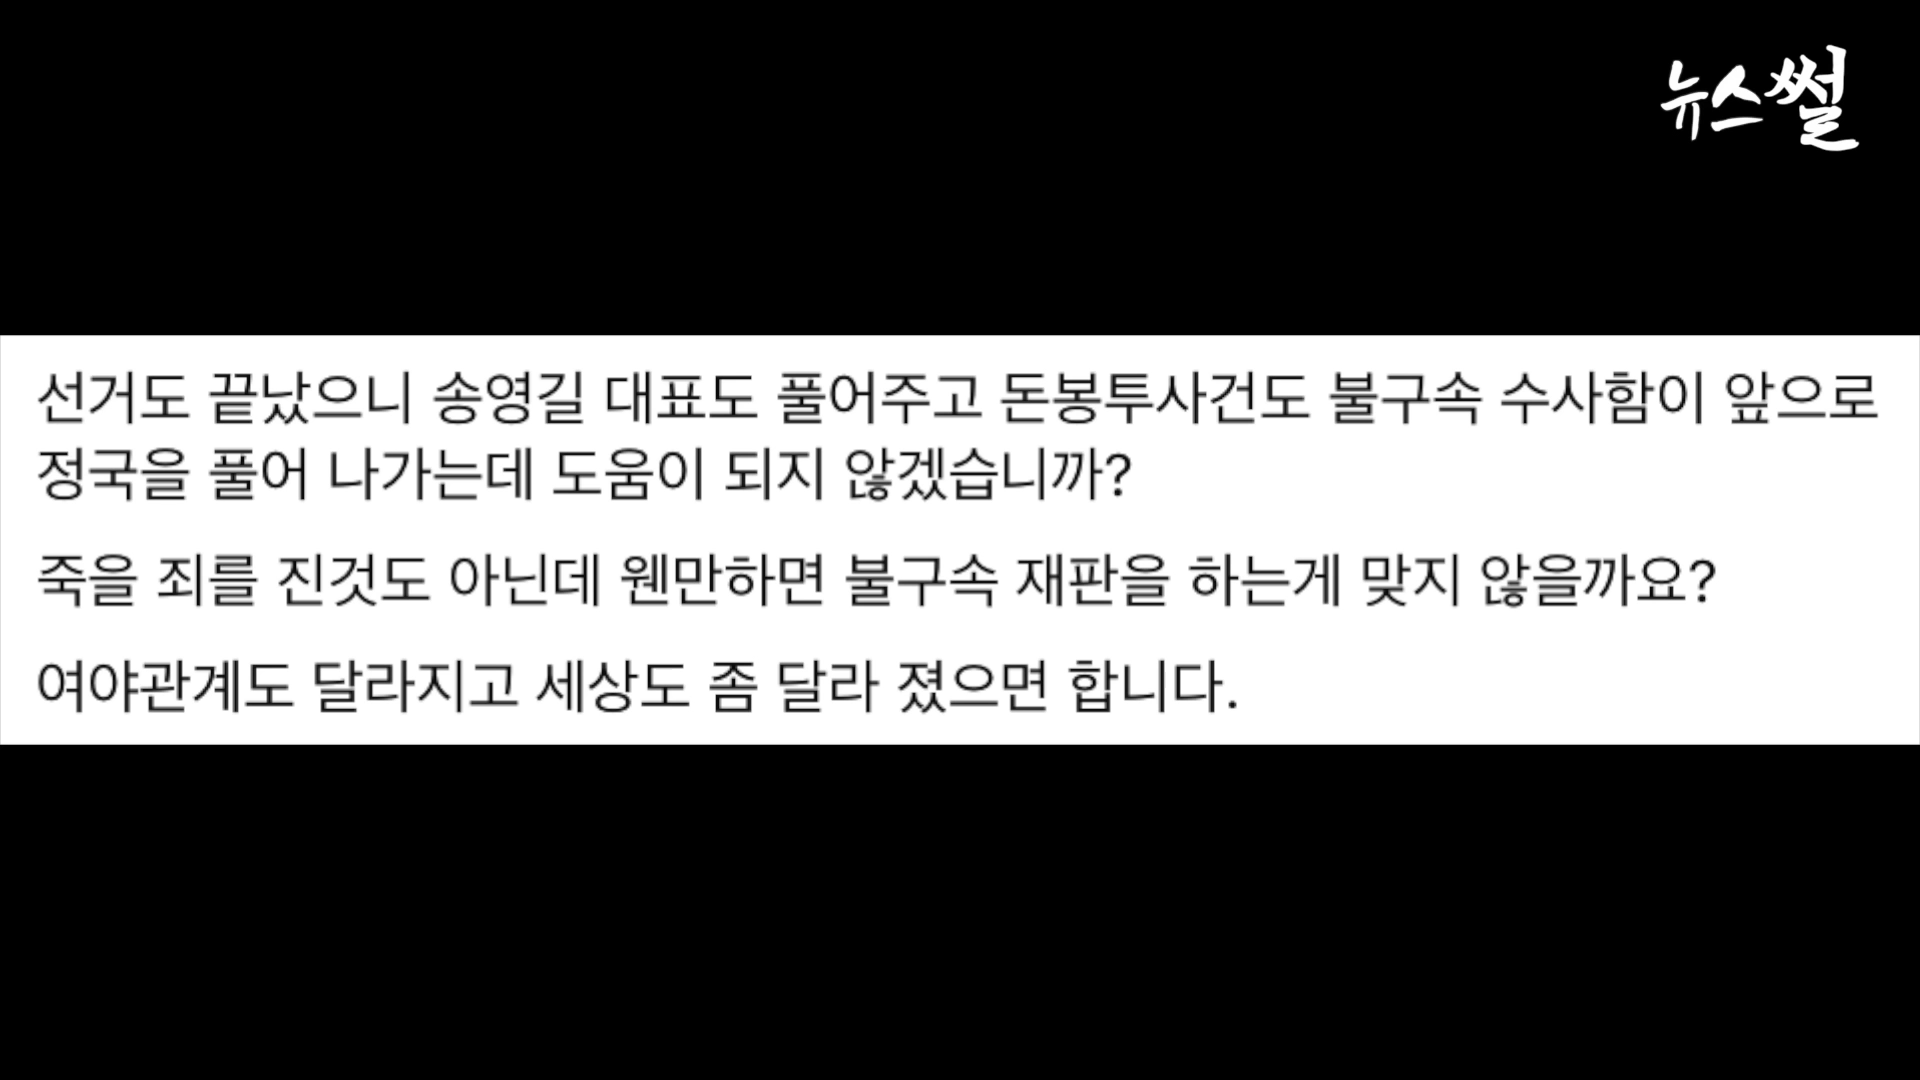 뉴스썰
선거도 끝났으니 송영길 대표도 풀어주고 돈봉투사건도 불구속 수사함이 앞으로
정국을 풀어 나가는데 도움이 되지 않겠습니까?
죽을 죄를 진것도 아닌데 웬만하면 불구속 재판을 하는게 맞지 않을까요?
여야관계도 달라지고 세상도 좀 달라 졌으면 합니다.